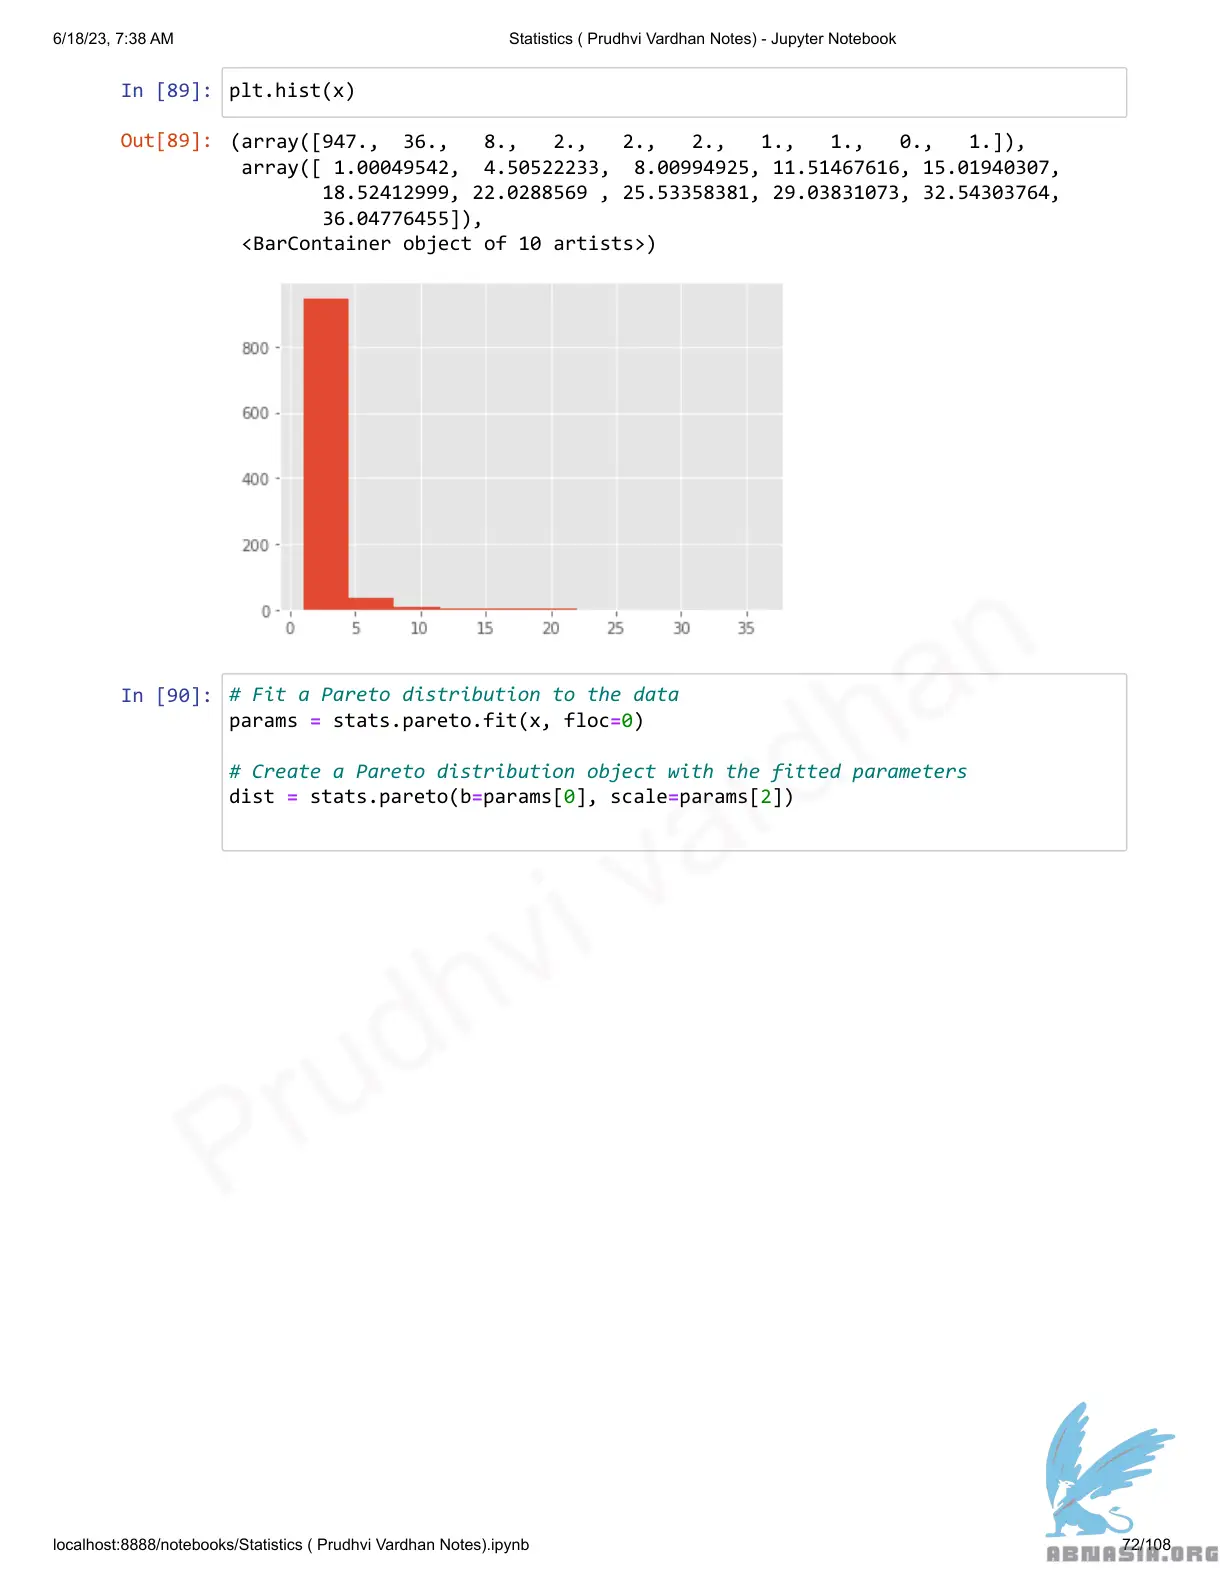 6/18/23, 7:38 AM
Statistics ( Prudhvi Vardhan Notes) - Jupyter Notebook
In [89]: plt.hist(x)
Out[89]: (array([947., 36., 8., 2., 2., 2., 1., 1., 0., 1.]),
array([ 1.00049542, 4.50522233, 8.00994925, 11.51467616, 15.01940307,
18.52412999, 22.0288569 , 25.53358381, 29.03831073, 32.54303764,
36.04776455]),
<BarContainer object of 10 artists>)
800
600
400
200
0
0 5 10 15 20 25 30 35
In [90]: # Fit a Pareto distribution to the data
params = stats.pareto.fit(x, floc=0)
# Create a Pareto distribution object with the fitted parameters
dist = stats.pareto(b=params[0], scale=params[2])
Prudhvi vardhan
localhost:8888/notebooks/Statistics ( Prudhvi Vardhan Notes).ipynb
72/108
ABNASIA.ORG